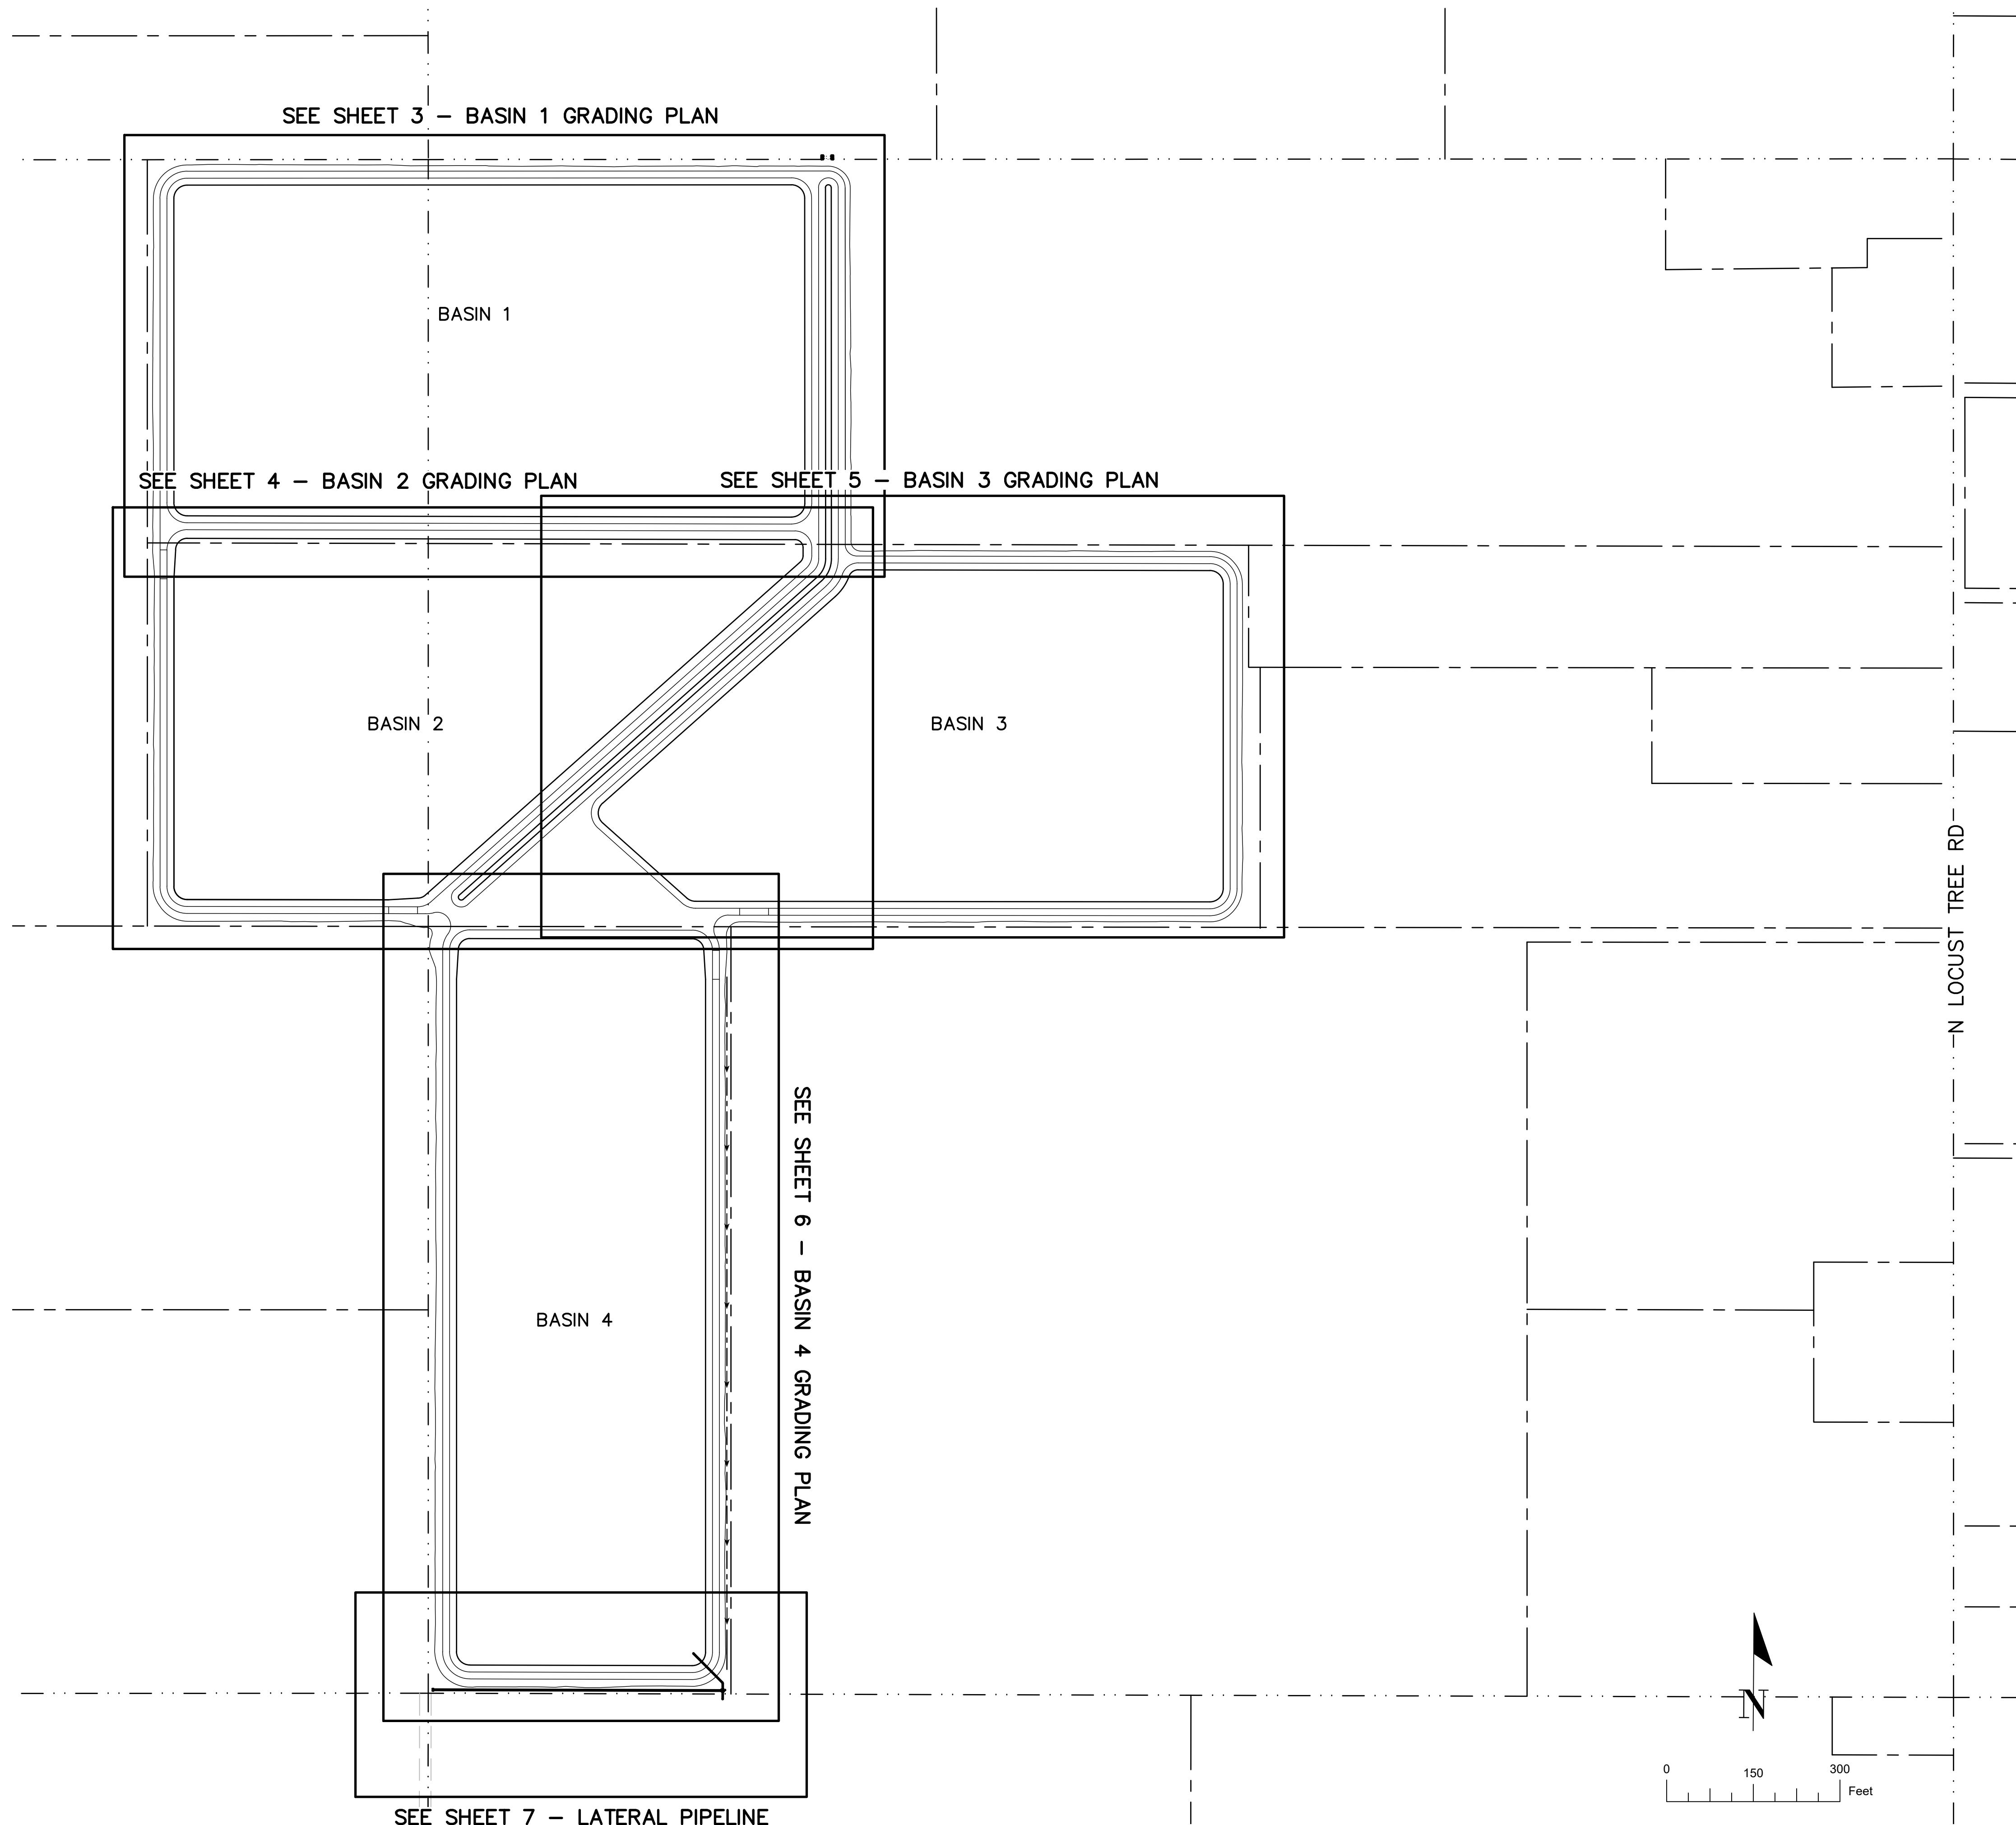 SEE SHEET 3 – BASIN 1 GRADING PLAN
BASIN 1
SEE SHEET 4 – BASIN 2 GRADING PLAN
SEE SHEET 5 – BASIN 3 GRADING PLAN
BASIN 2
BASIN 3
N LOCUST TREE RD
SEE SHEET 6 – BASIN 4 GRADING PLAN
BASIN 4
N
0 150 300
Feet
SEE SHEET 7 – LATERAL PIPELINE